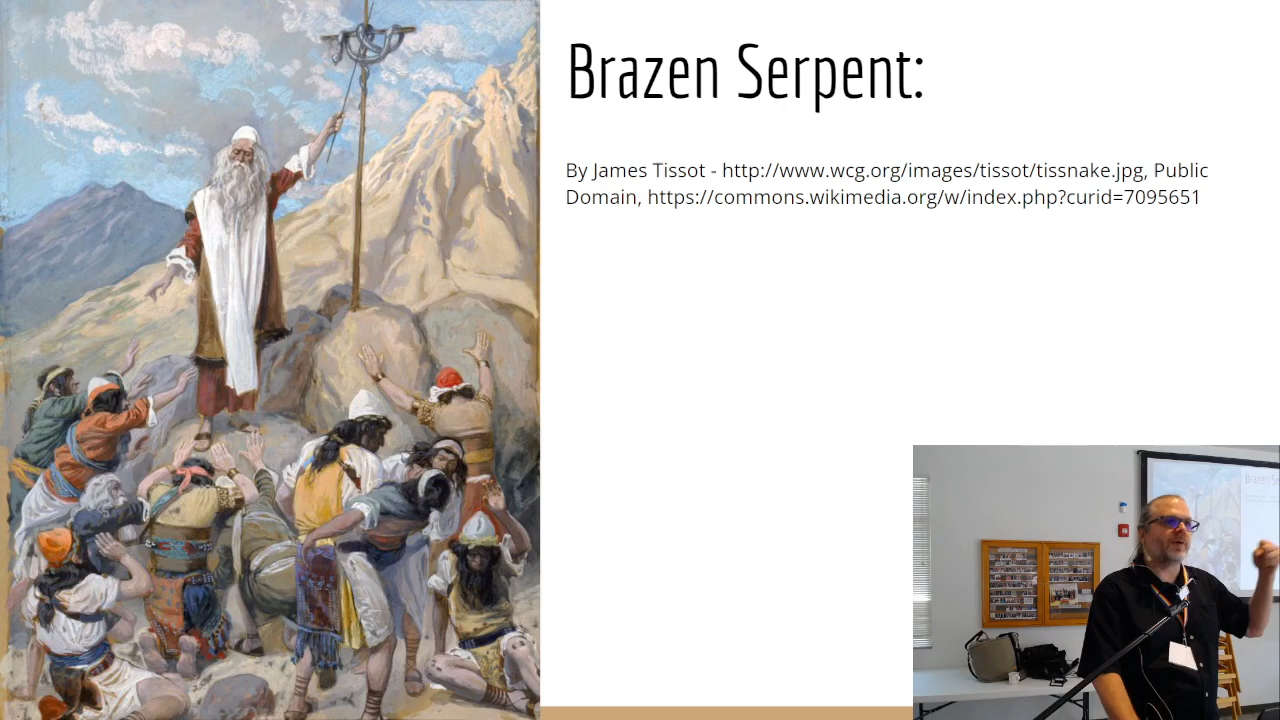 Brazen Serpent:
By James Tissot - http://www.wcg.org/images/tissot/tissnake.jpg, Public
Domain, https://commons.wikimedia.org/w/index.php?curid=7095651